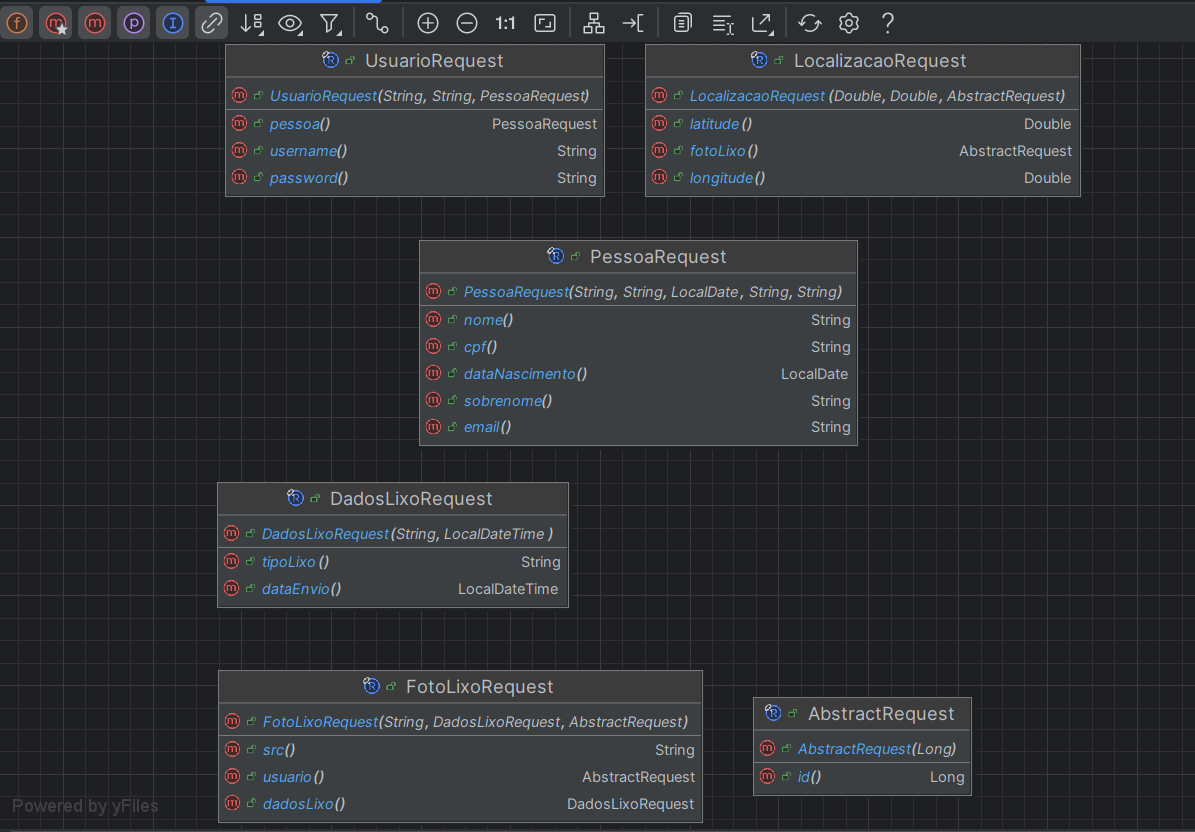 1:1
UsuarioRequest
UsuarioRequest(String, String, PessoaRequest)
pessoa() PessoaRequest
username() String
password() String
LocalizacaoRequest
LocalizacaoRequest (Double, Double, AbstractRequest)
latitude () Double
fotoLixo () AbstractRequest
longitude () Double
PessoaRequest
PessoaRequest(String, String, LocalDate, String, String)
nome() String
cpf() String
dataNascimento() LocalDate
sobrenome() String
email() String
DadosLixoRequest
DadosLixoRequest(String, LocalDateTime )
tipoLixo () String
dataEnvio() LocalDateTime
FotoLixoRequest
FotoLixoRequest(String, DadosLixoRequest, AbstractRequest)
src() String
usuario () AbstractRequest
dadosLixo() DadosLixoRequest
AbstractRequest
AbstractRequest(Long)
id() Long
Powered by yFiles